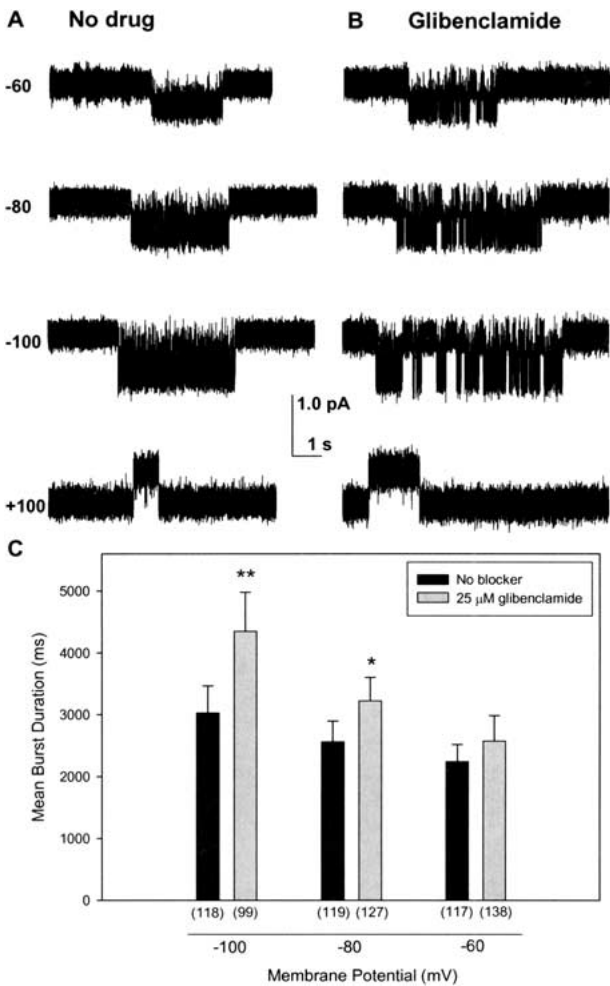 A No drug
B Glibenclamide
-60
-80
-100
1.0 pA
1 s
+100
C
No blocker
25 μM glibenclamide
**
*
Mean Burst Duration (ms)
5000
4000
3000
2000
1000
0
(118) (99) (119) (127) (117) (138)
-100 -80 -60
Membrane Potential (mV)